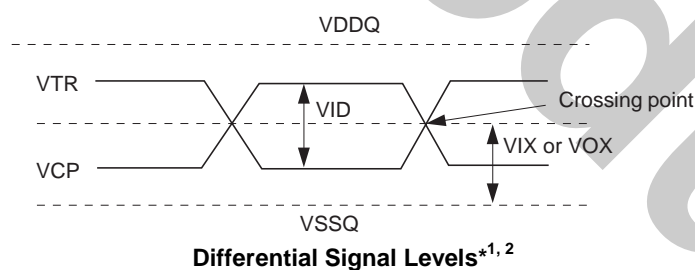 VDDQ
VTR
VID
Crossing point
VIX or VOX
VCP
VSSQ
Differential Signal Levels*1, 2